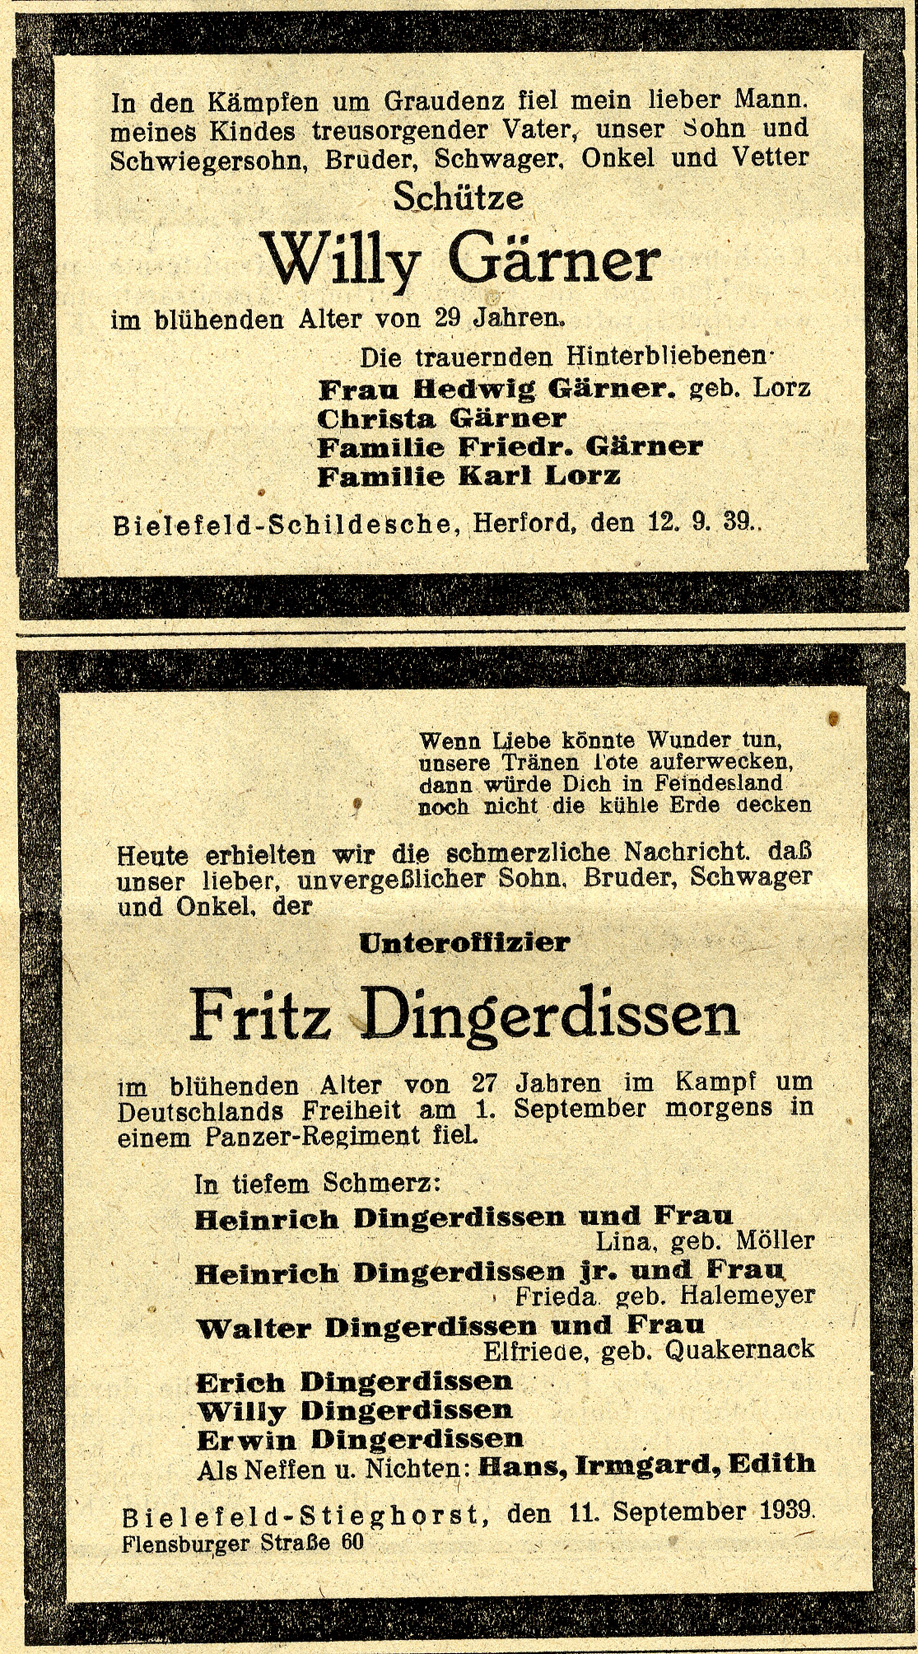 In den Kämpfen um Graudenz fiel mein lieber Mann.
meines Kindes treusorgender Vater, unser Sohn und
Schwiegersohn, Bruder, Schwager, Onkel und Vetter
Schütze
Willy Gärner
im blühenden Alter von 29 Jahren.
Die trauernden Hinterbliebenen·
Frau Hedwig Gärner. geb. Lorz
Christa Gärner
Familie Friedr. Gärner
Familie Karl Lorz
Bielefeld-Schildesche, Herford, den 12. 9. 39..
Wenn Liebe könnte Wunder tun,
unsere Tränen Tote auferwecken,
dann würde Dich in Feindesland
noch nicht die kühle Erde decken
Heute erhielten wir die schmerzliche Nachricht. daß
unser lieber, unvergeßlicher Sohn, Bruder, Schwager
und Onkel, der
Unteroffizier
Fritz Dingerdissen
im blühenden Alter von 27 Jahren im Kampf um
Deutschlands Freiheit am 1. September morgens in
einem Panzer-Regiment fiel.
In tiefem Schmerz:
Heinrich Dingerdissen und Frau
Lina, geb. Möller
Heinrich Dingerdissen jr. und Frau
Frieda geb. Halemeyer
Walter Dingerdissen und Frau
Elfriede, geb. Quakernack
Erich Dingerdissen
Willy Dingerdissen
Erwin Dingerdissen
Als Neffen u. Nichten: Hans, Irmgard, Edith
Bielefeld-Stieghorst, den 11. September 1939.
Flensburger Straße 60